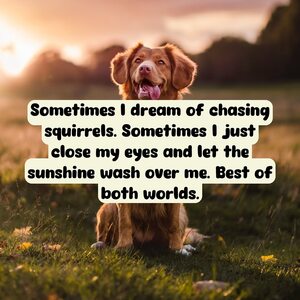 Sometimes I dream of chasing
squirrels. Sometimes I just
close my eyes and let the
sunshine wash over me. Best of
both worlds.